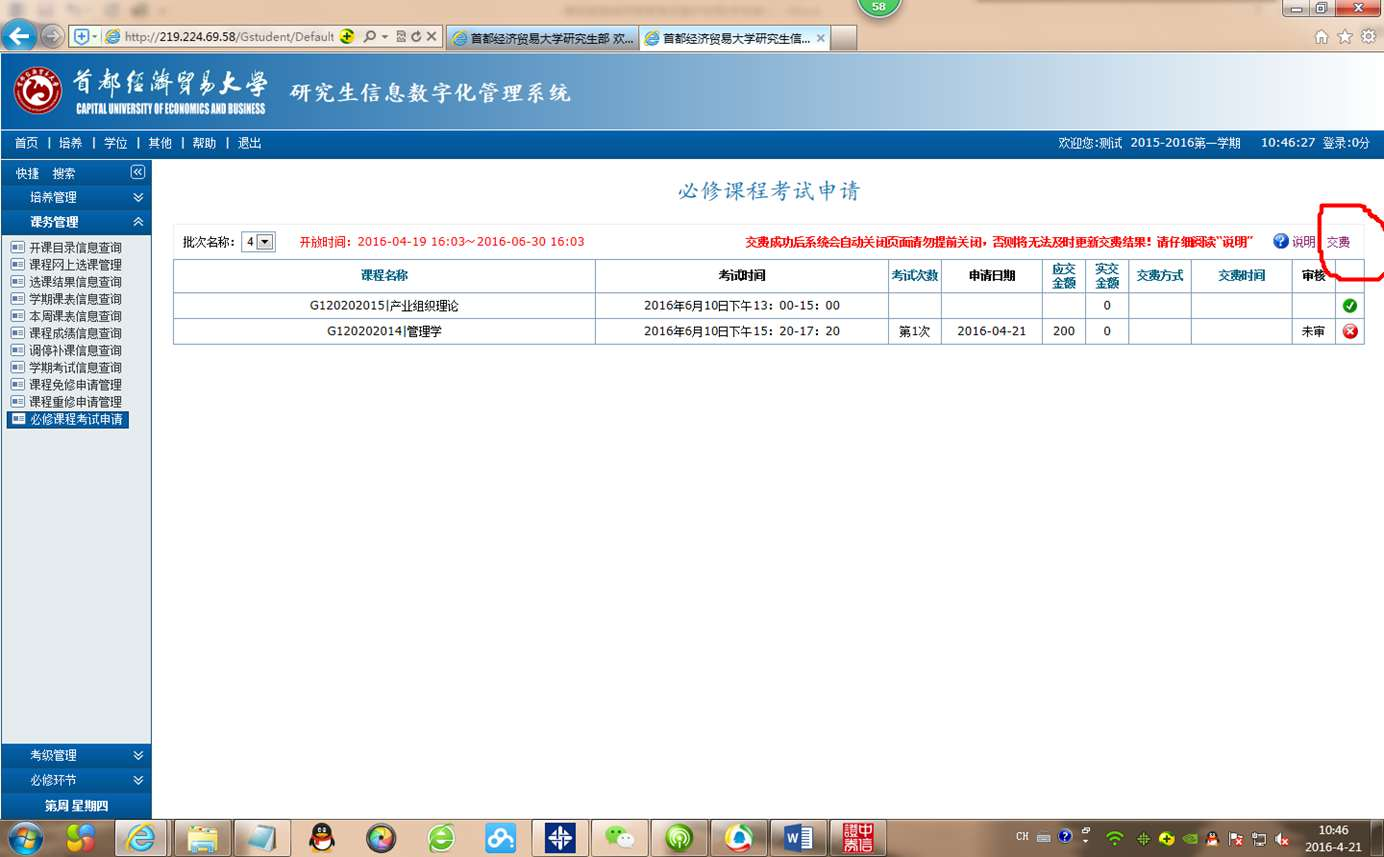 58
http://219.224.69.58/Gstudent/Default
首都经济贸易大学研究生部 欢...
首都经济贸易大学研究生信...
首都经济贸易大学
CAPITAL UNIVERSITY OF ECONOMICS AND BUSINESS
研究生信息数字化管理系统
首页 | 培养 | 学位 | 其他 | 帮助 | 退出
欢迎您:测试 2015-2016第一学期 10:46:27 登录:0分
快捷 搜索
培养管理
课务管理
开课目录信息查询
课程网上选课管理
选课结果信息查询
学期课表信息查询
本周课表信息查询
课程成绩信息查询
调停补课信息查询
学期考试信息查询
课程免修申请管理
课程重修申请管理
必修课程考试申请
考级管理
必修环节
第周 星期四
必修课程考试申请
批次名称： 4 开放时间：2016-04-19 16:03～2016-06-30 16:03 交费成功后系统会自动关闭页面请勿提前关闭，否则将无法及时更新交费结果！请仔细阅读"说明" 说明 交费
课程名称 考试时间 考试次数 申请日期 应交金额 实交金额 交费方式 交费时间 审核
G120202015|产业组织理论 2016年6月10日下午13：00-15：00 0
G120202014|管理学 2016年6月10日下午15：20-17：20 第1次 2016-04-21 200 0 未审
CH
10:46
2016-4-21